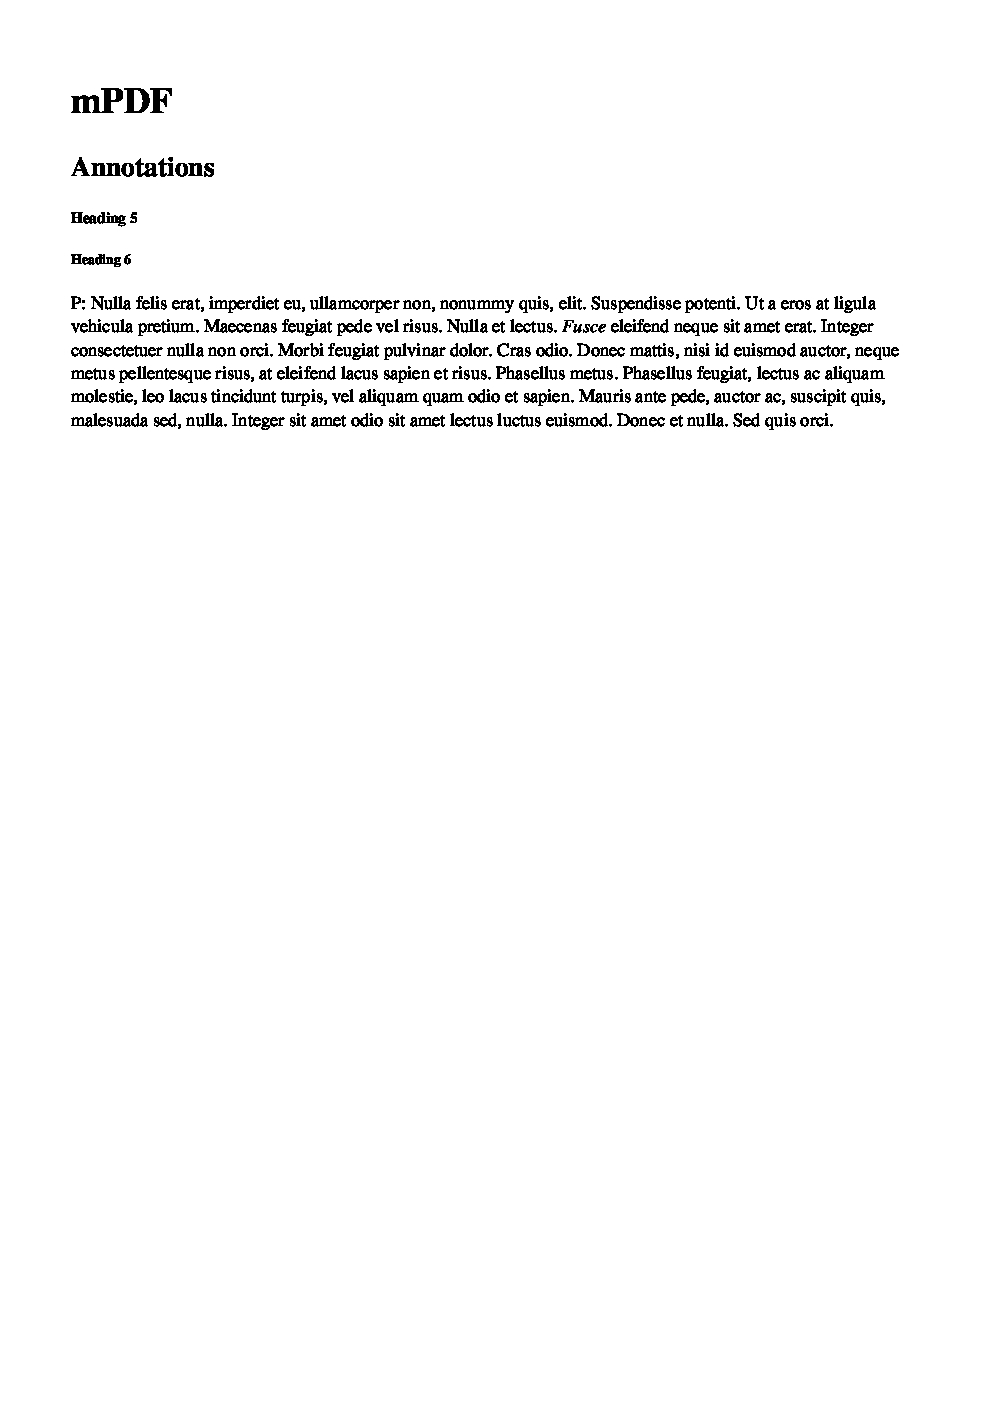 mPDF
Annotations
Heading 5
Heading 6
P: Nulla felis erat, imperdiet eu, ullamcorper non, nonummy quis, elit. Suspendisse potenti. Ut a eros at ligula
vehicula pretium. Maecenas feugiat pede vel risus. Nulla et lectus. Fusce eleifend neque sit amet erat. Integer
consectetuer nulla non orci. Morbi feugiat pulvinar dolor. Cras odio. Donec mattis, nisi id euismod auctor, neque
metus pellentesque risus, at eleifend lacus sapien et risus. Phasellus metus. Phasellus feugiat, lectus ac aliquam
molestie, leo lacus tincidunt turpis, vel aliquam quam odio et sapien. Mauris ante pede, auctor ac, suscipit quis,
malesuada sed, nulla. Integer sit amet odio sit amet lectus luctus euismod. Donec et nulla. Sed quis orci.